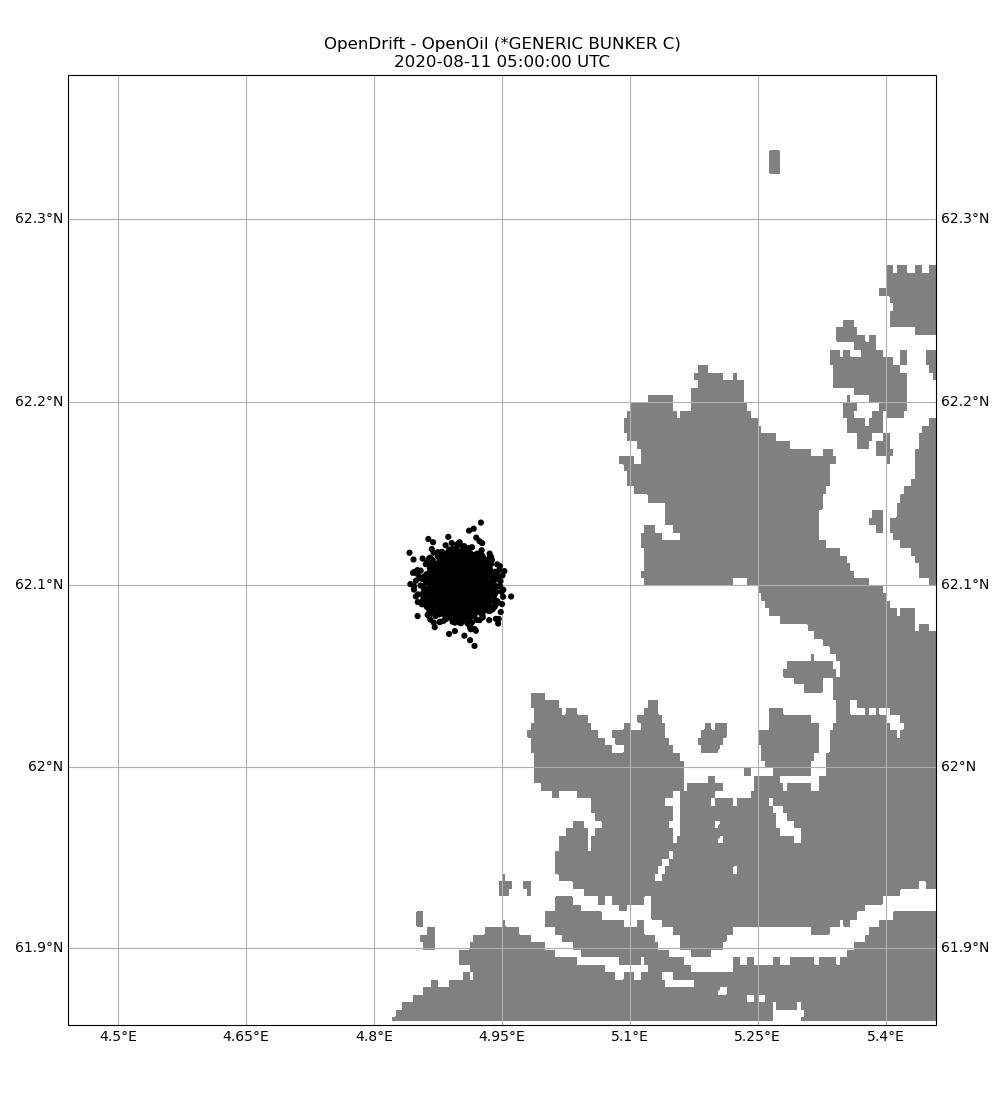 OpenDrift - OpenOil (*GENERIC BUNKER C)
2020-08-11 05:00:00 UTC
62.3°N 62.3°N
62.2°N 62.2°N
62.1°N 62.1°N
62°N 62°N
61.9°N 61.9°N
4.5°E 4.65°E 4.8°E 4.95°E 5.1°E 5.25°E 5.4°E